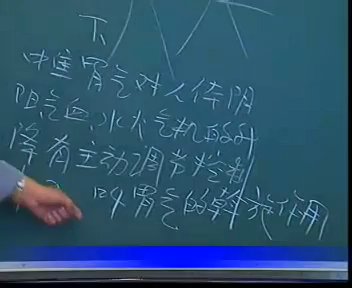 下
中焦胃气对人体阴
阳气血水火气机的升
降有主动调节控制
叫胃气的斡旋作用